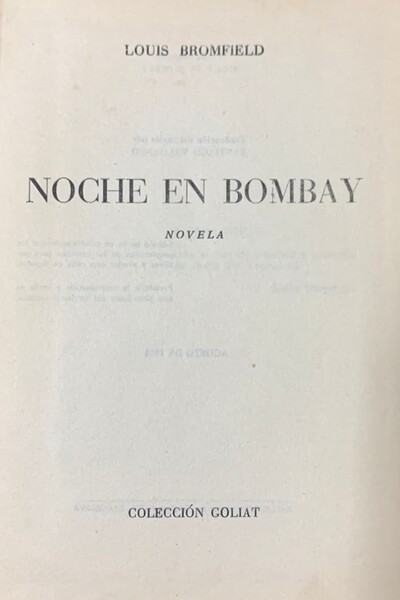 LOUIS BROMFIELD
NOCHE EN BOMBAY
NOVELA
COLECCIÓN GOLIAT